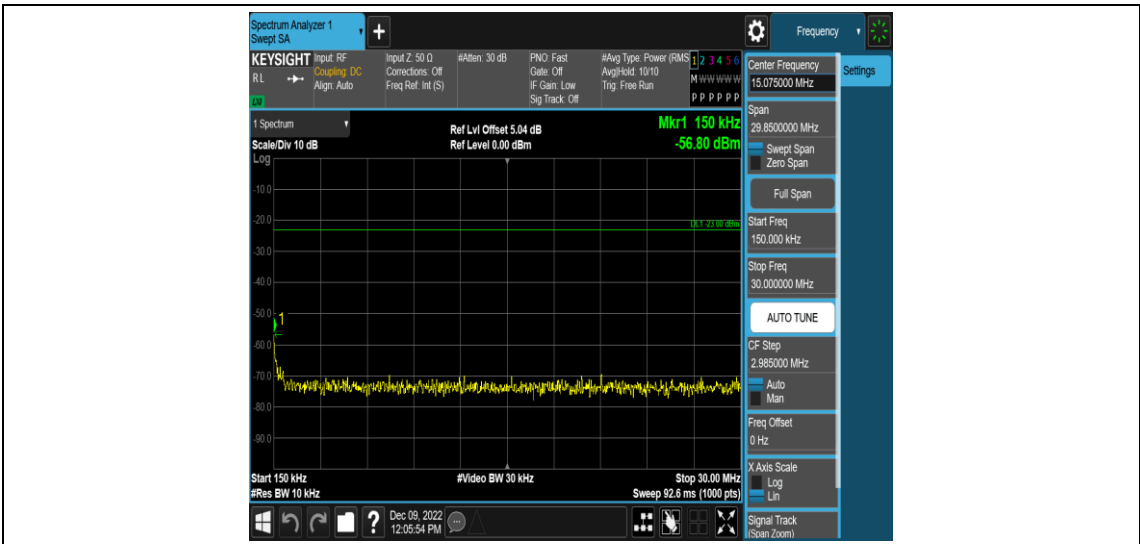 Spectrum Analyzer 1
Swept SA
Frequency
KEYSIGHT
RL
LXI
Input: RF
Coupling: DC
Align: Auto
Input Z: 50 Ω
Corrections: Off
Freq Ref: Int (S)
#Atten: 30 dB
PNO: Fast
Gate: Off
IF Gain: Low
Sig Track: Off
#Avg Type: Power (RMS
Avg|Hold: 10/10
Trig: Free Run
1 2 3 4 5 6
M W W W W W
P P P P P P
1 Spectrum
Scale/Div 10 dB
Ref Lvl Offset 5.04 dB
Ref Level 0.00 dBm
Mkr1 150 kHz
-56.80 dBm
Log
-10.0
-20.0
DL1 -23.00 dBm
-30.0
-40.0
-50.0
1
-60.0
-70.0
-80.0
-90.0
Start 150 kHz
#Video BW 30 kHz
Stop 30.00 MHz
#Res BW 10 kHz
Sweep 92.6 ms (1000 pts)
?
Dec 09, 2022
12:05:54 PM
Center Frequency
15.075000 MHz
Settings
Span
29.8500000 MHz
Swept Span
Zero Span
Full Span
Start Freq
150.000 kHz
Stop Freq
30.000000 MHz
AUTO TUNE
CF Step
2.985000 MHz
Auto
Man
Freq Offset
0 Hz
X Axis Scale
Log
Lin
Signal Track
(Span Zoom)